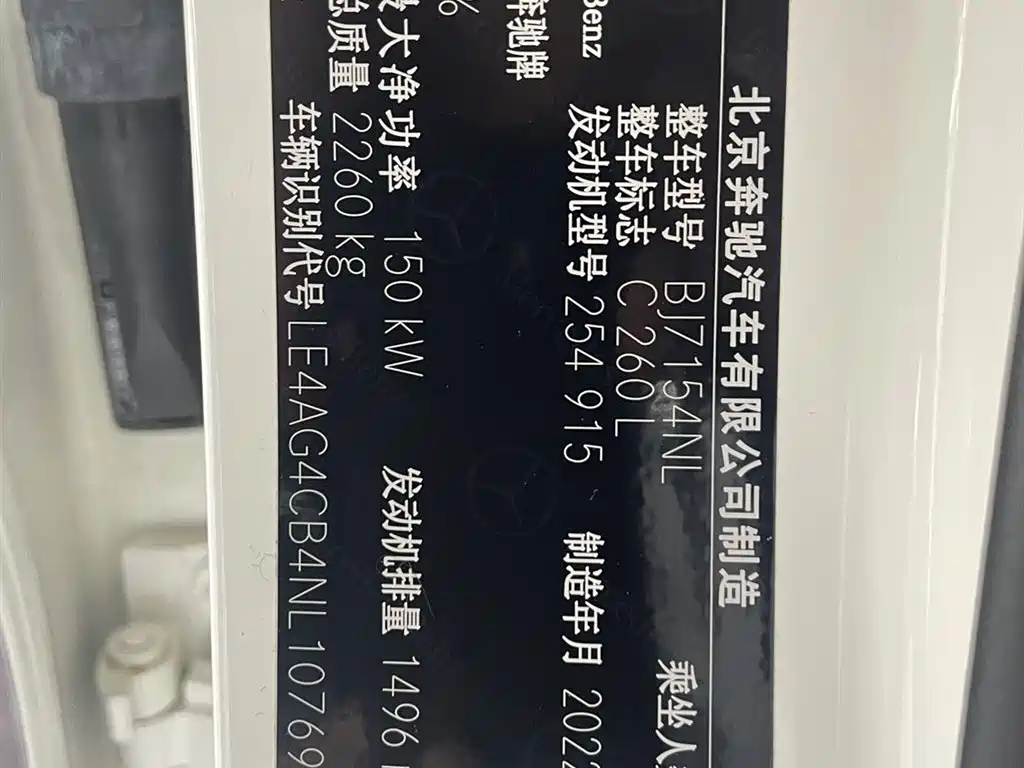 北京奔驰汽车有限公司制造
整车型号 BJ7154NL 乘坐人
整车标志 C 260 L
Benz 发动机型号 254 915 制造年月 2022
奔驰牌
最大净功率 150 kW 发动机排量 1496
总质量 2260 kg
车辆识别代号 LE4AG4CB4NL10769